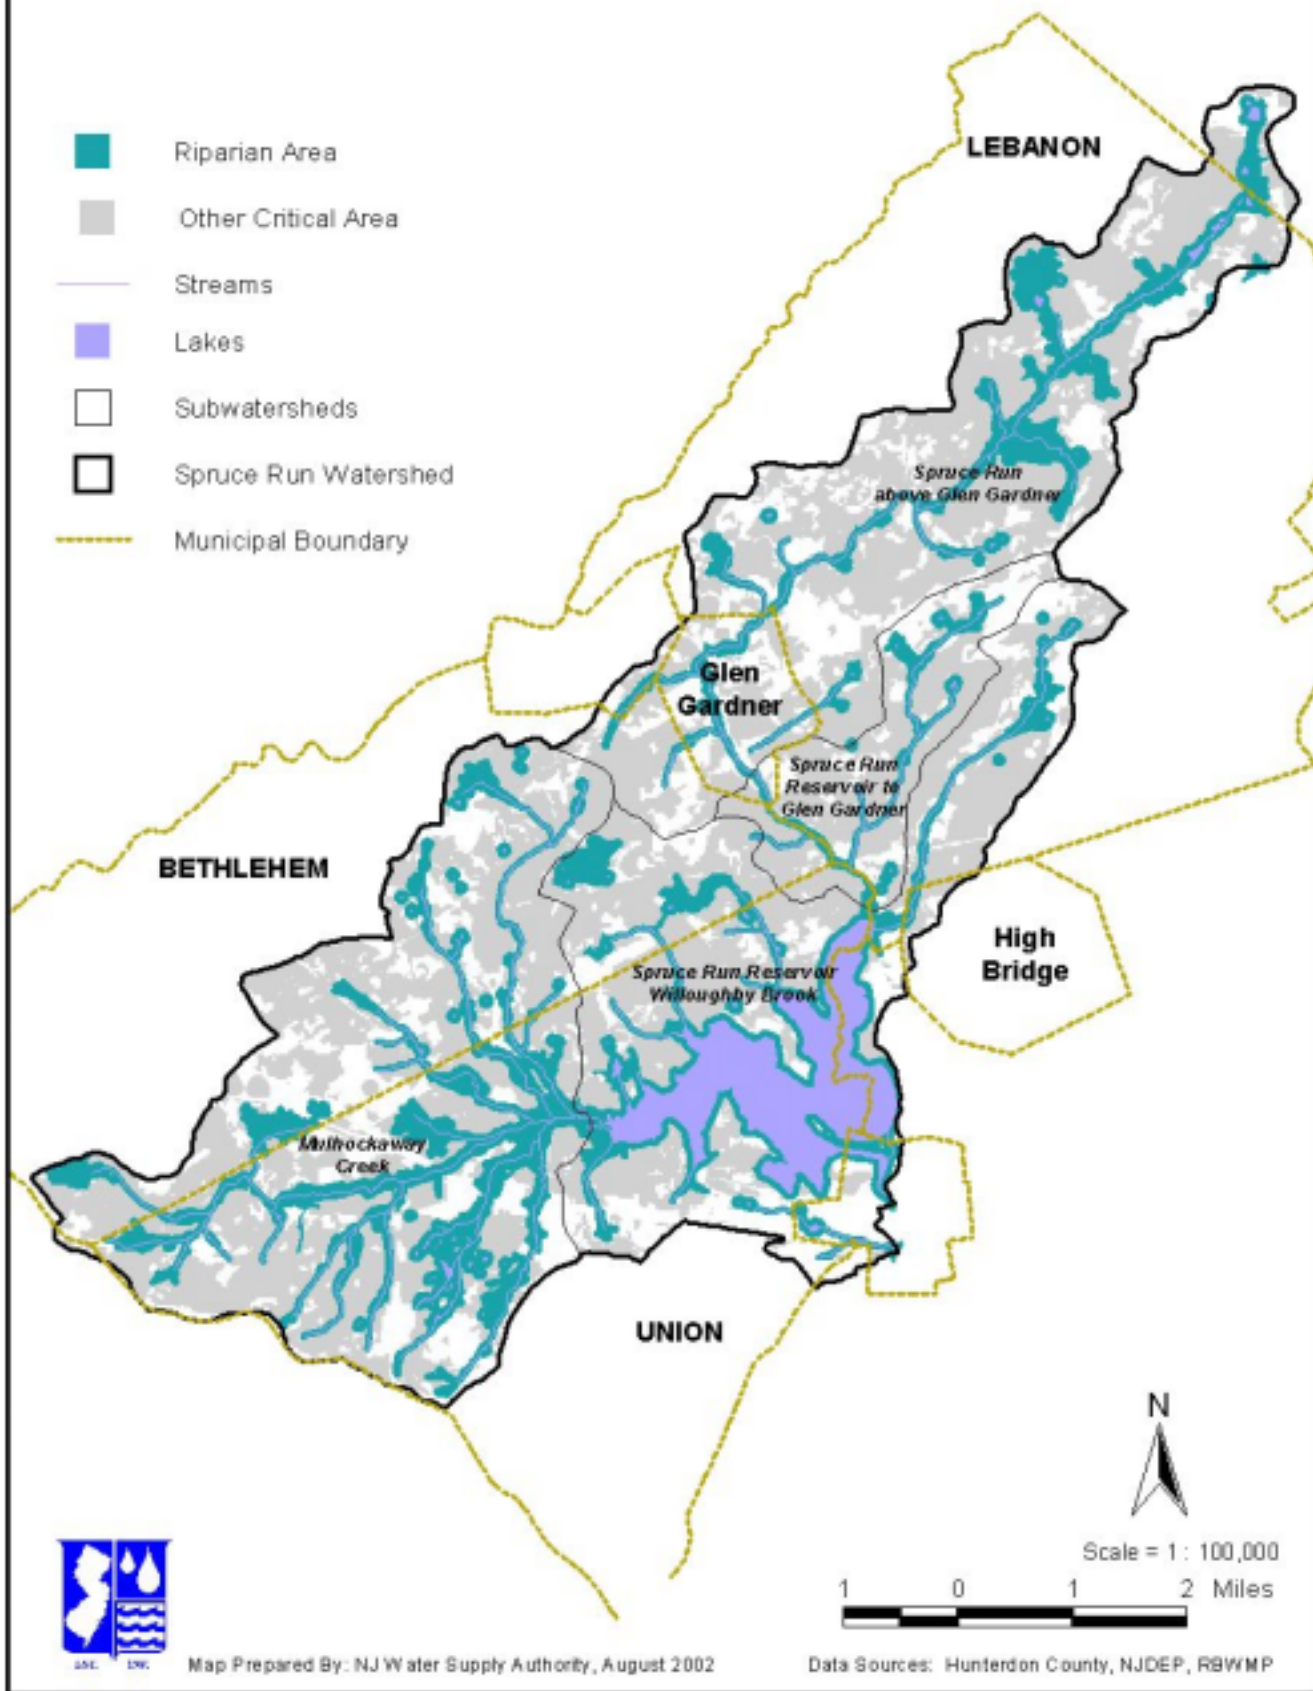 Riparian Area
Other Critical Area
Streams
Lakes
Subwatersheds
Spruce Run Watershed
Municipal Boundary
LEBANON
Spruce Run
above Glen Gardner
Glen
Gardner
Spruce Run
Reservoir to
Glen Gardner
BETHLEHEM
High
Bridge
Spruce Run Reservoir
Willoughby Brook
Mulhockaway
Creek
UNION
N
Scale = 1 : 100,000
1 0 1 2 Miles
Map Prepared By: NJ Water Supply Authority, August 2002
Data Sources: Hunterdon County, NJDEP, RBWMP